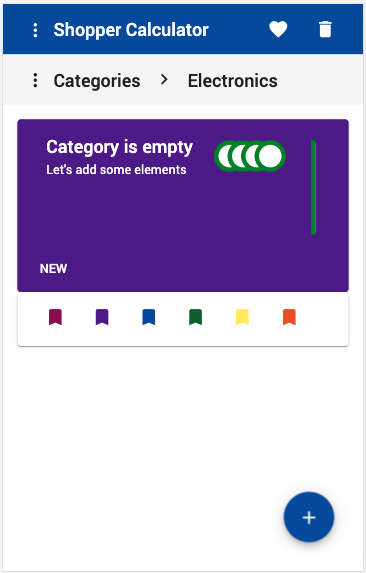 Shopper Calculator
Categories > Electronics
Category is empty
Let's add some elements
NEW